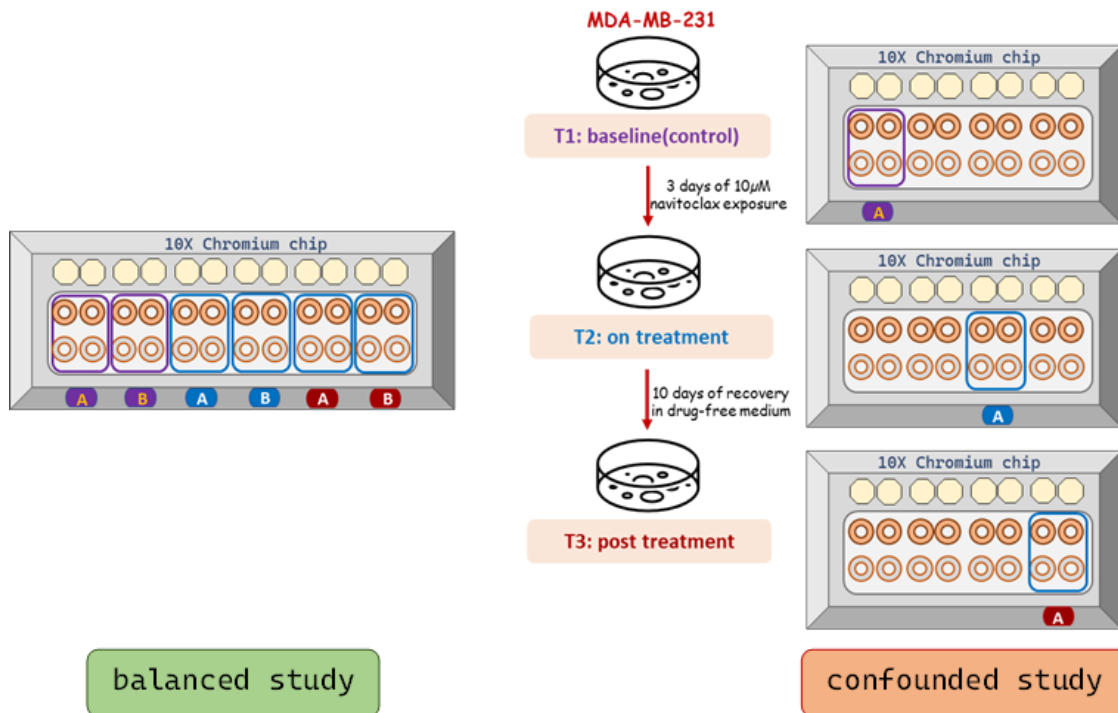 MDA-MB-231
10X Chromium chip
T1: baseline(control)
3 days of 10µM
navitoclax exposure
A
10X Chromium chip
A B A B A B
10X Chromium chip
T2: on treatment
10 days of recovery
in drug-free medium
A
10X Chromium chip
T3: post treatment
A
balanced study
confounded study